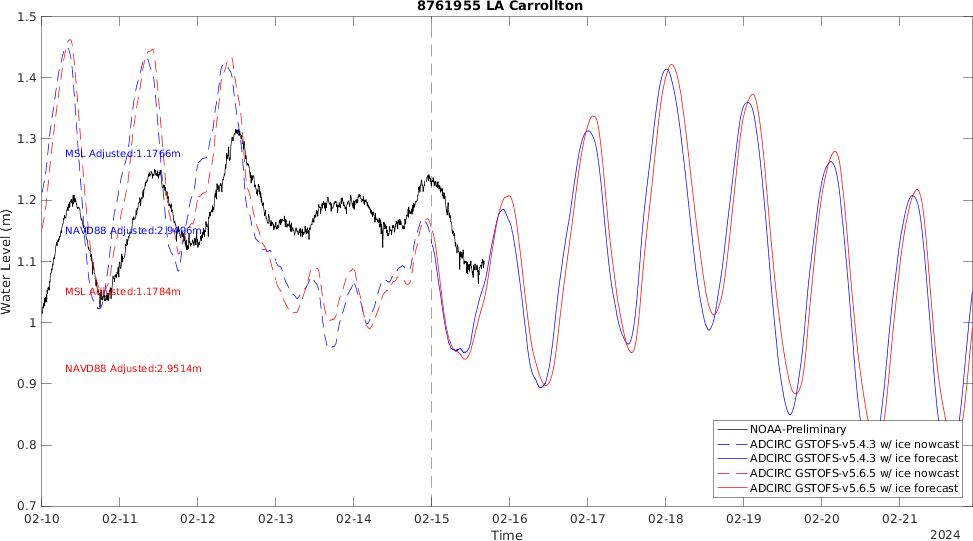 8761955 LA Carrollton
1.5
1.4
1.3
1.2
1.1
1
0.9
0.8
0.7
Water Level (m)
MSL Adjusted:1.1766m
NAVD88 Adjusted:2.9496m
MSL Adjusted:1.1784m
NAVD88 Adjusted:2.9514m
NOAA-Preliminary
ADCIRC GSTOFS-v5.4.3 w/ ice nowcast
ADCIRC GSTOFS-v5.4.3 w/ ice forecast
ADCIRC GSTOFS-v5.6.5 w/ ice nowcast
ADCIRC GSTOFS-v5.6.5 w/ ice forecast
02-10 02-11 02-12 02-13 02-14 02-15 02-16 02-17 02-18 02-19 02-20 02-21
Time
2024